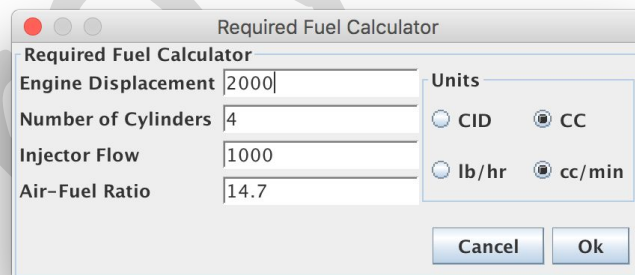 Required Fuel Calculator
Required Fuel Calculator
Engine Displacement 2000
Units
Number of Cylinders 4
CID CC
Injector Flow 1000
lb/hr cc/min
Air-Fuel Ratio 14.7
Cancel Ok